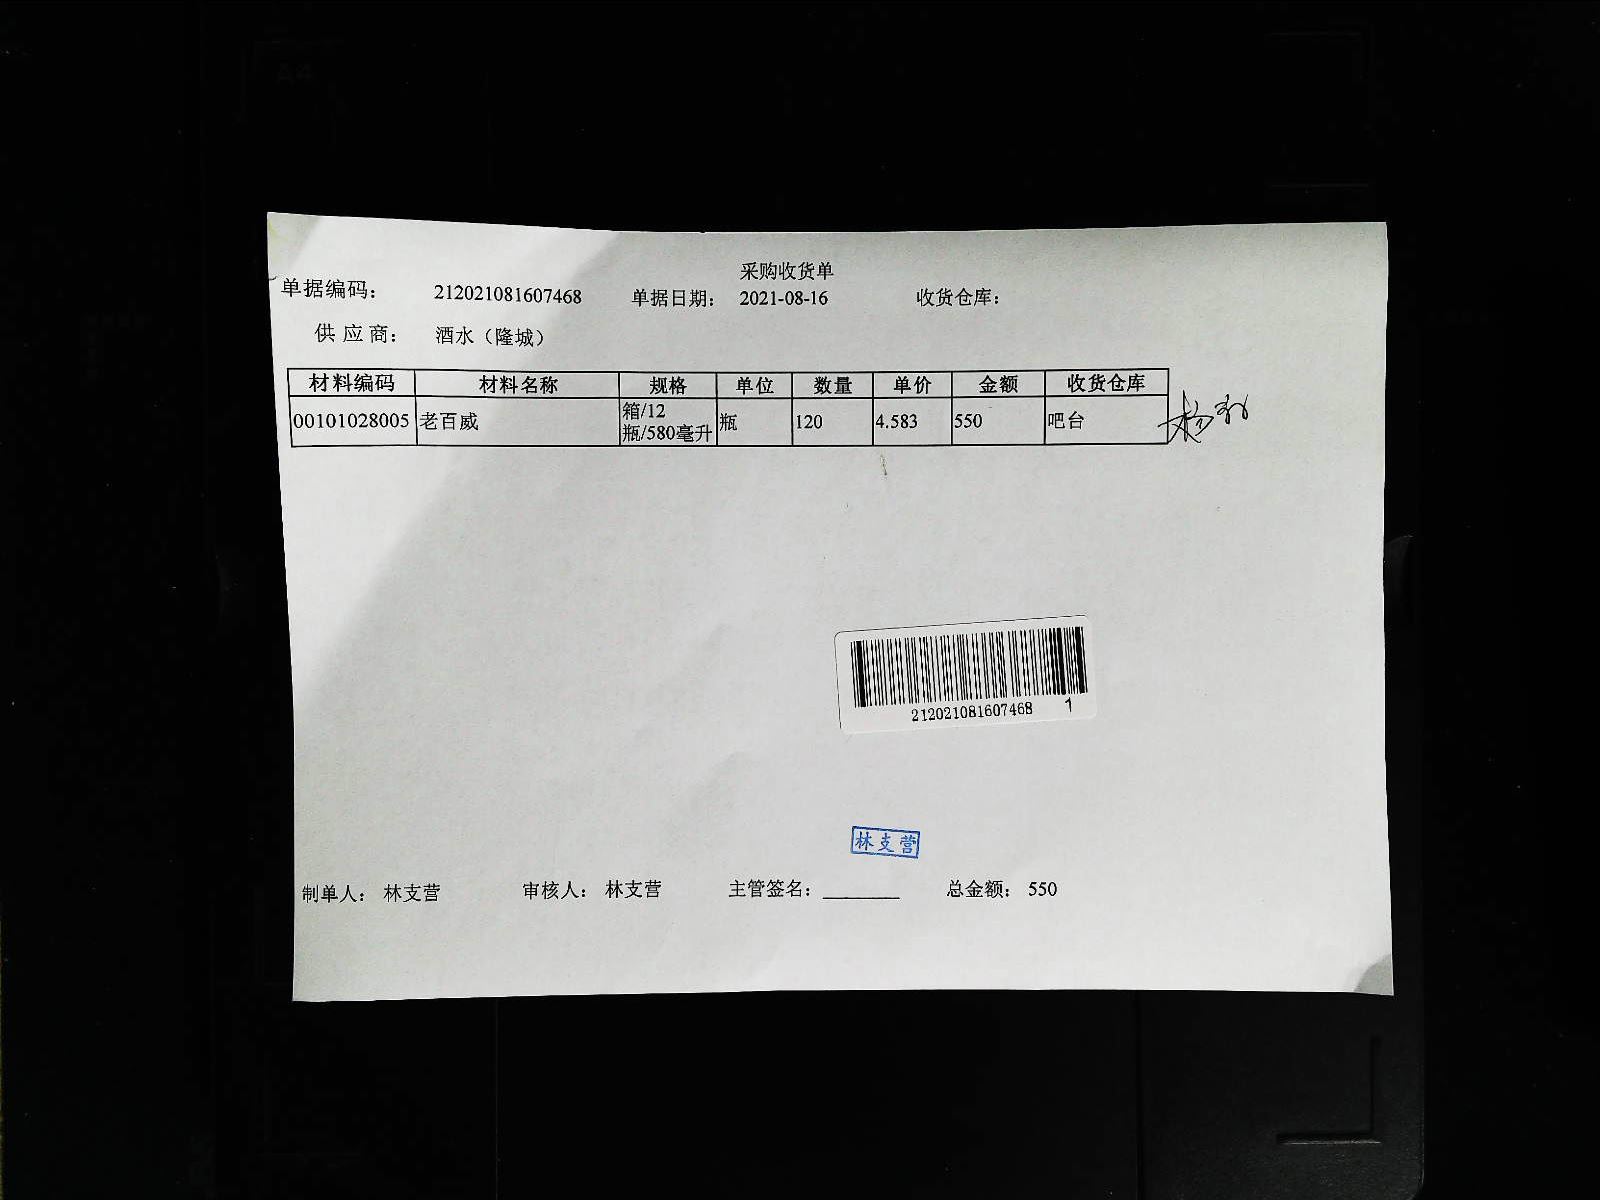 采购收货单
单据编码： 212021081607468 单据日期： 2021-08-16 收货仓库：
供应商： 酒水（隆城）
材料编码 材料名称 规格 单位 数量 单价 金额 收货仓库
00101028005 老百威 箱/12瓶/580毫升 瓶 120 4.583 550 吧台
212021081607468 1
林支营
制单人： 林支营 审核人： 林支营 主管签名：________ 总金额： 550